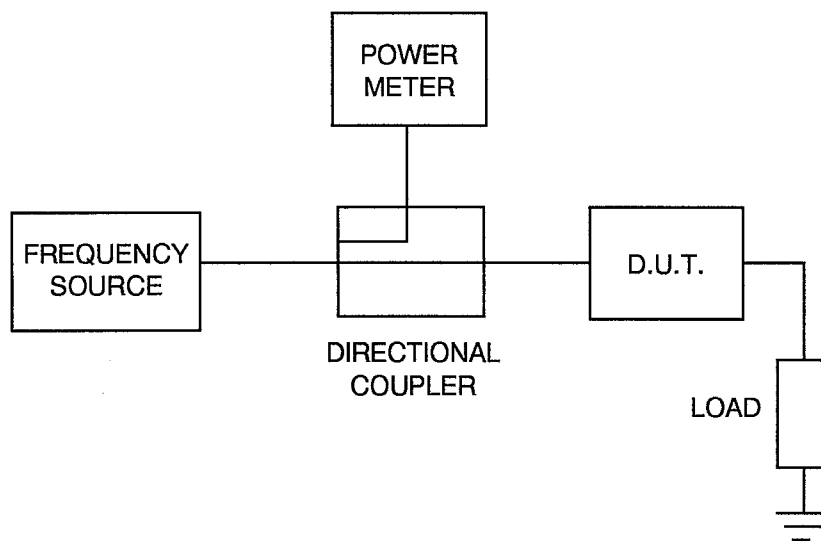 POWER
METER
FREQUENCY
SOURCE
D.U.T.
DIRECTIONAL
COUPLER
LOAD